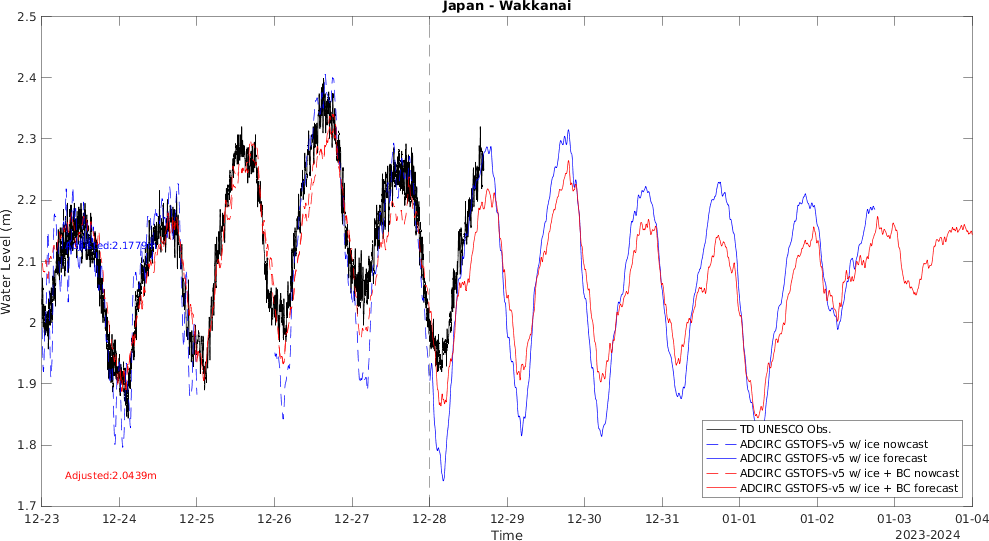 Japan - Wakkanai
Water Level (m)
2.5
2.4
2.3
2.2
2.1
2
1.9
1.8
1.7
:2.1779
Adjusted:2.0439m
TD UNESCO Obs.
ADCIRC GSTOFS-v5 w/ ice nowcast
ADCIRC GSTOFS-v5 w/ ice forecast
ADCIRC GSTOFS-v5 w/ ice + BC nowcast
ADCIRC GSTOFS-v5 w/ ice + BC forecast
12-23 12-24 12-25 12-26 12-27 12-28 12-29 12-30 12-31 01-01 01-02 01-03 01-04
Time
2023-2024